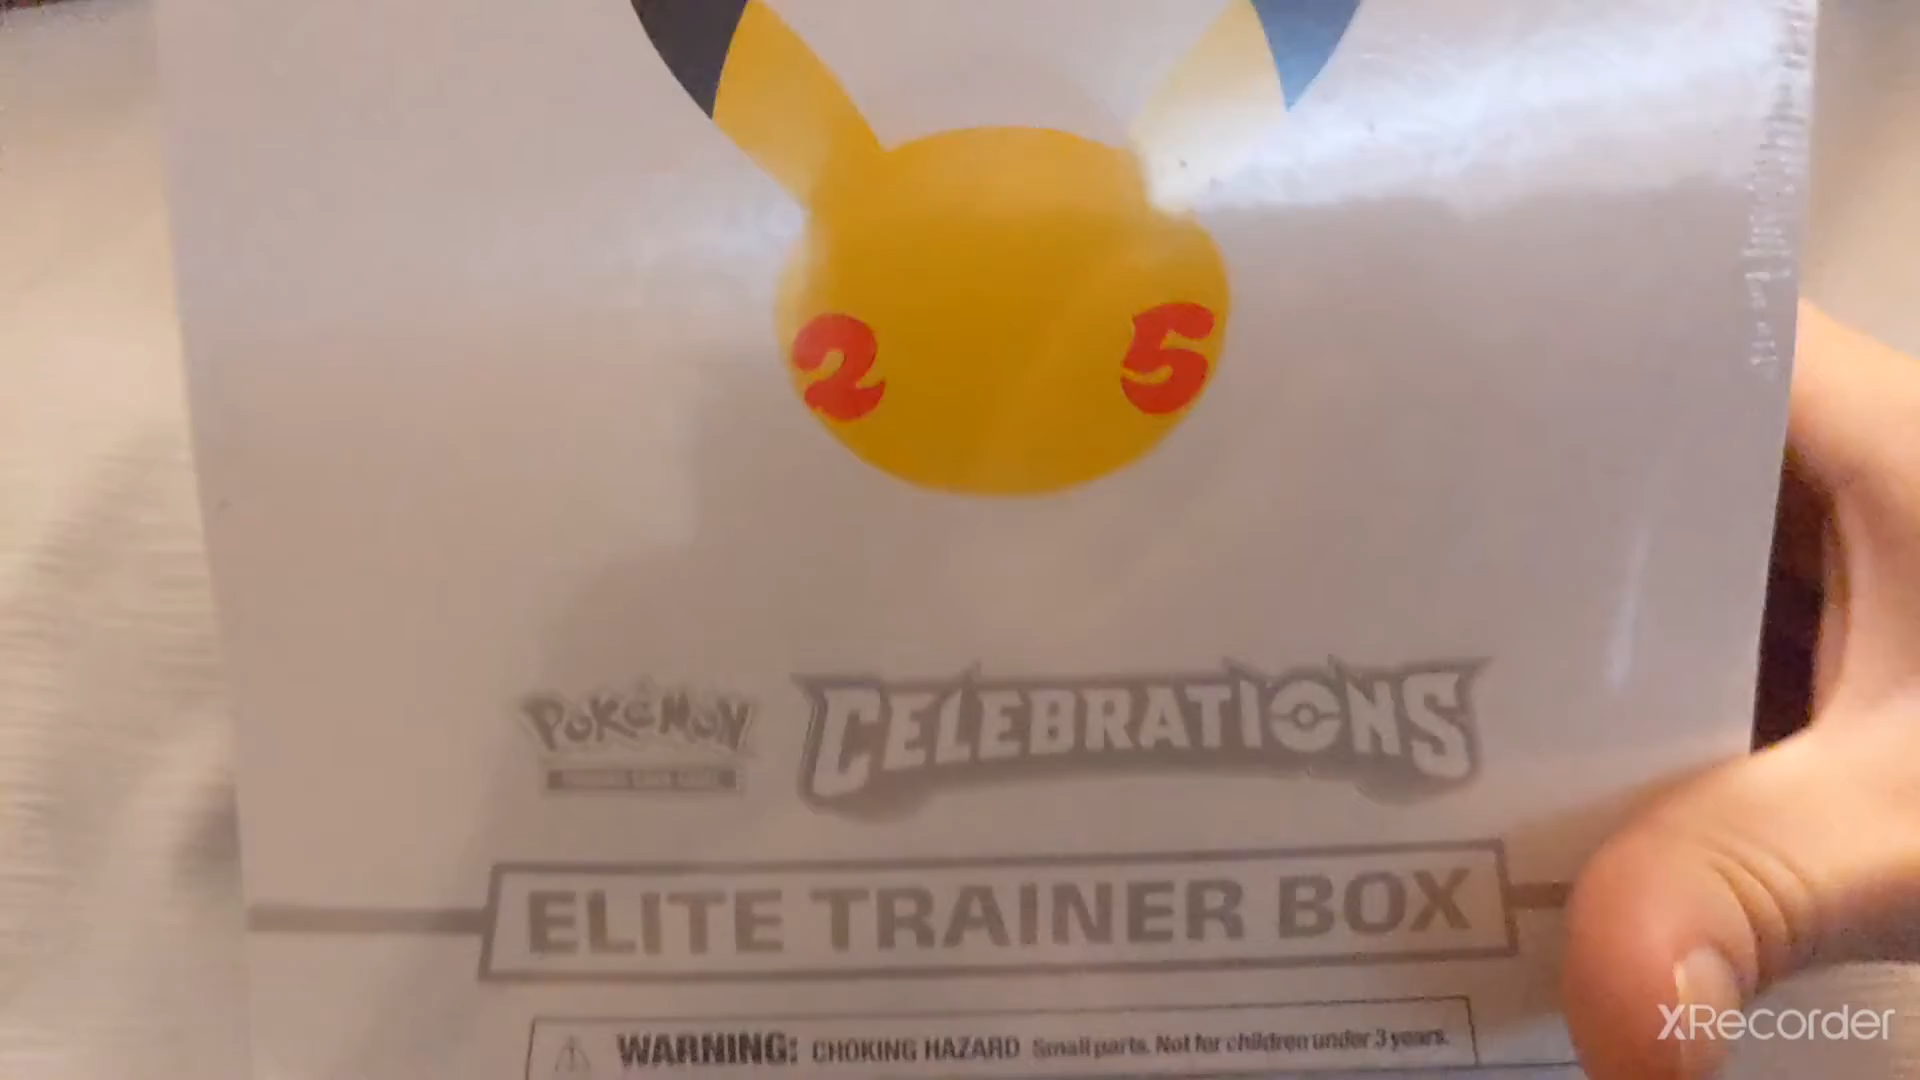 2 5
POKéMON
CELEBRATIONS
ELITE TRAINER BOX
WARNING: CHOKING HAZARD Small parts. Not for children under 3 years.
XRecorder